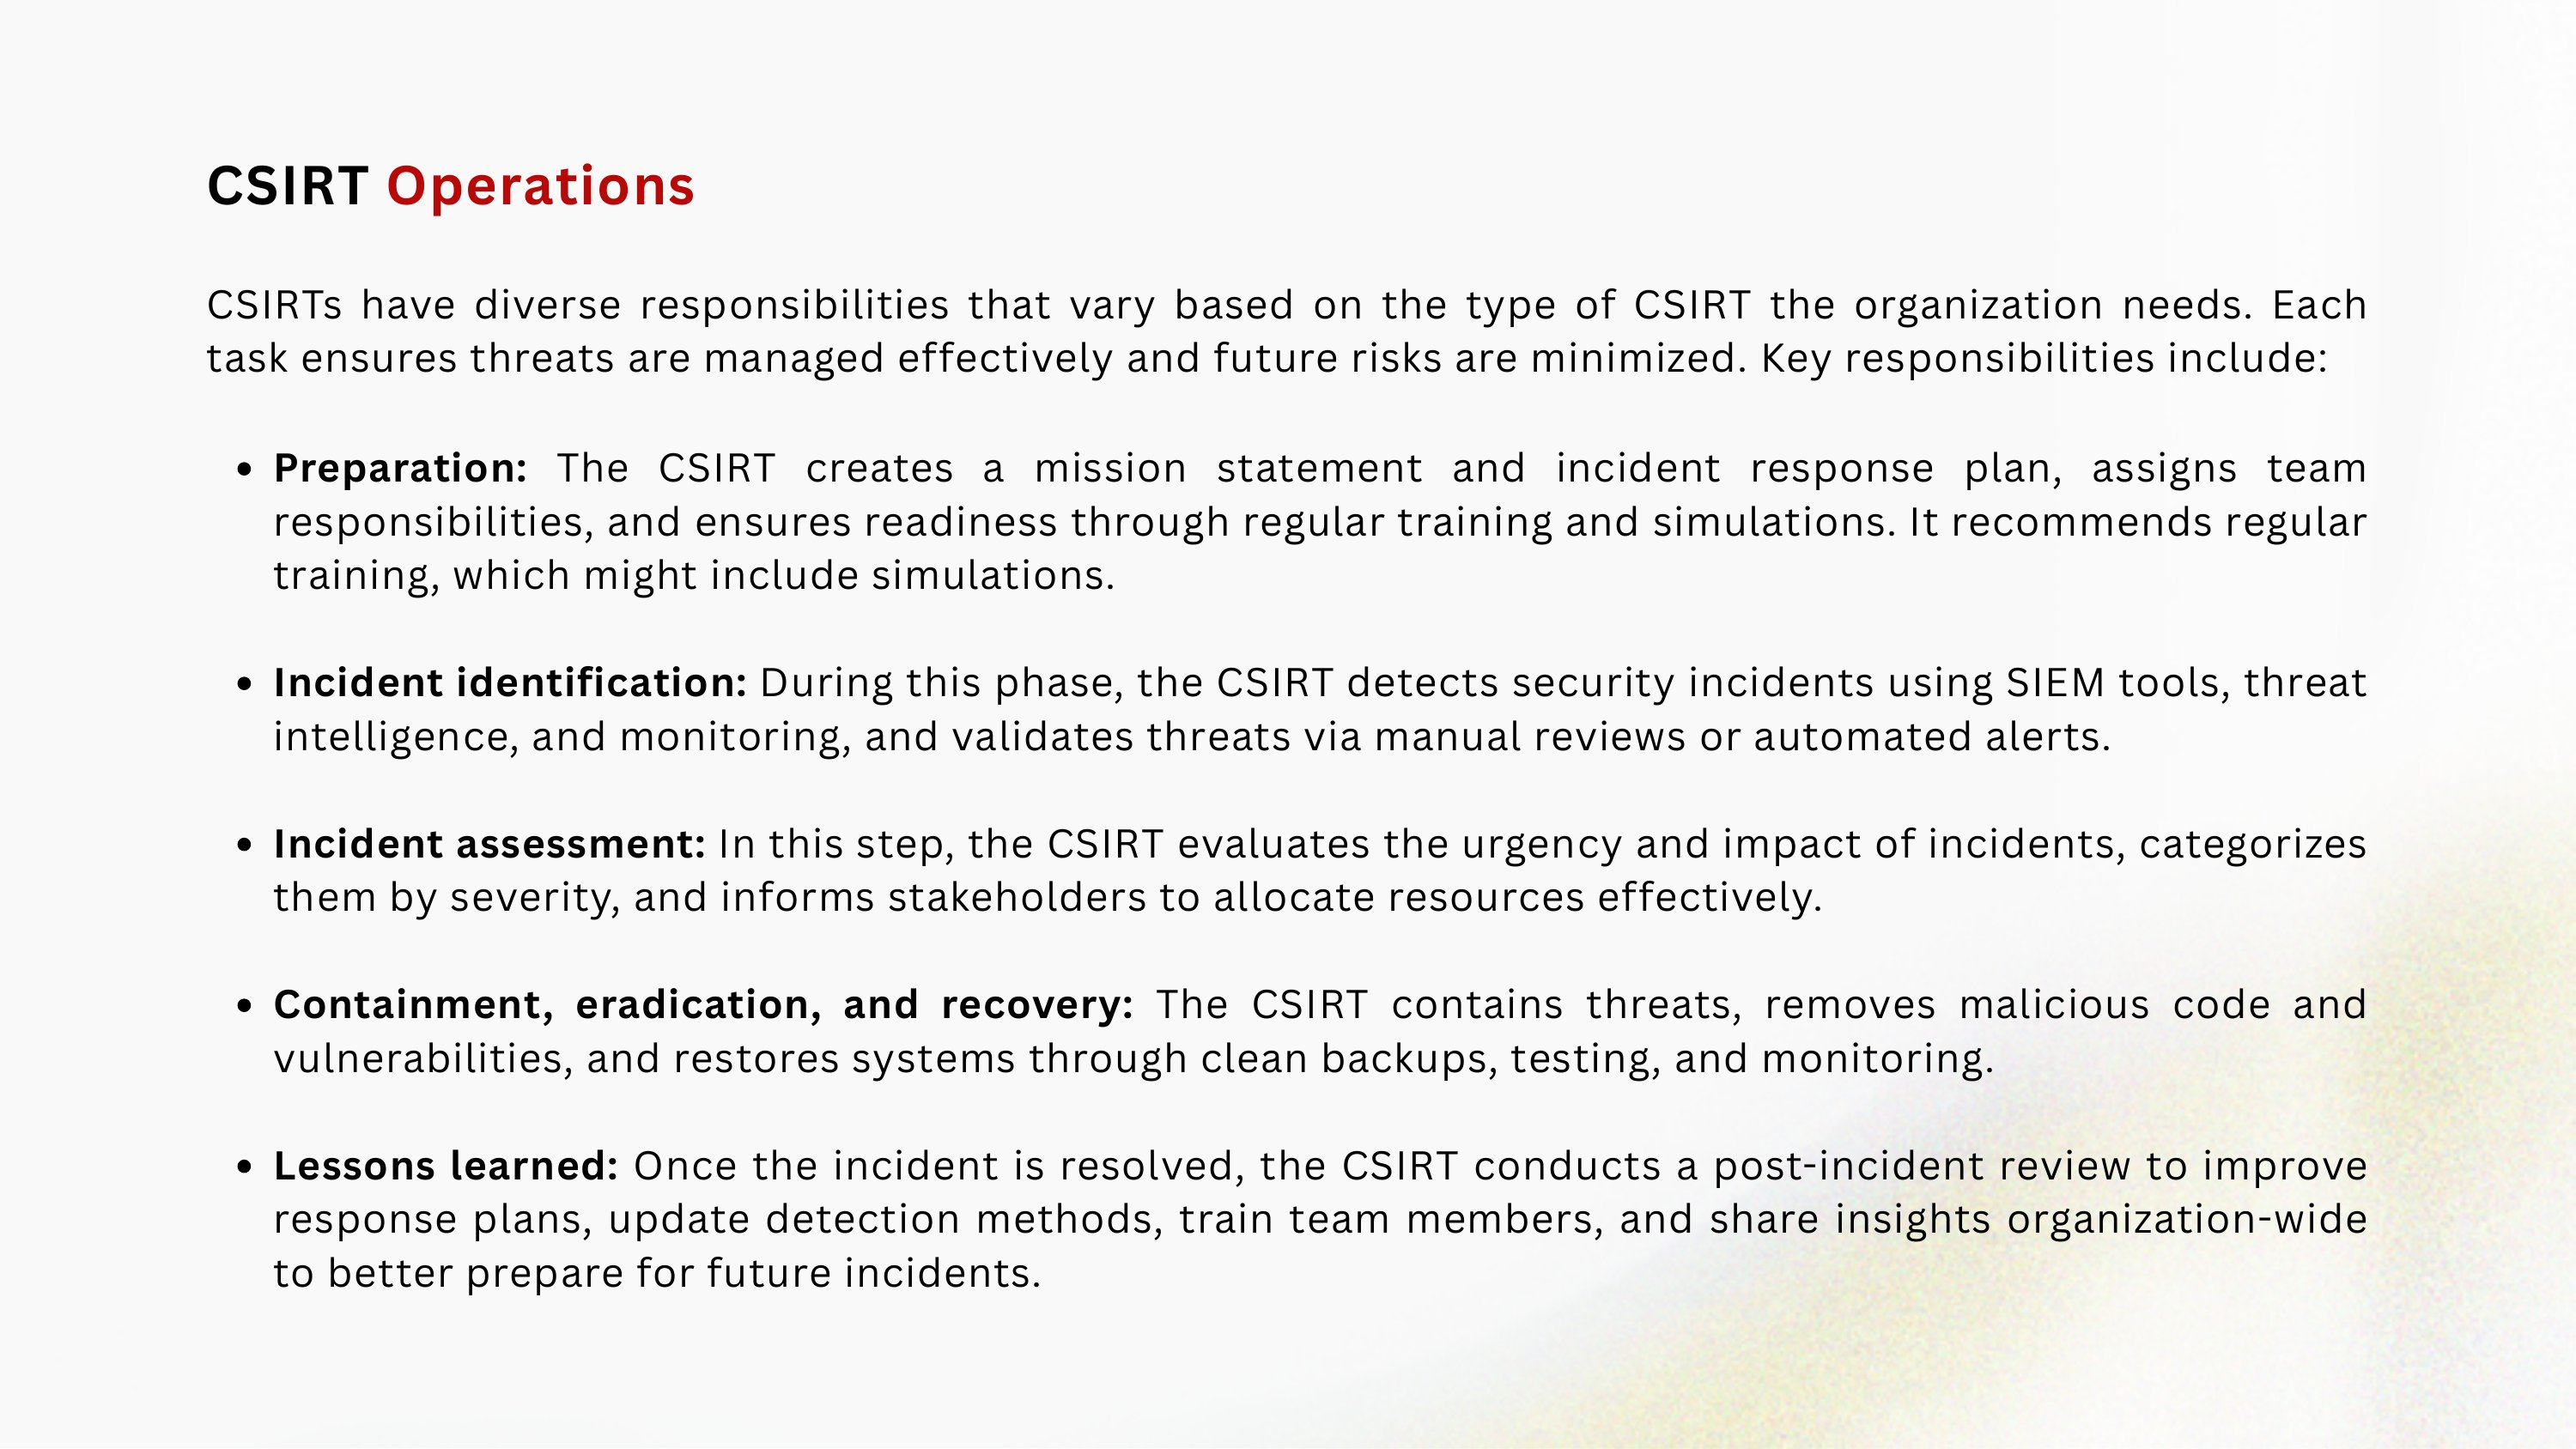 CSIRT Operations
CSIRTs have diverse responsibilities that vary based on the type of CSIRT the organization needs. Each
task ensures threats are managed effectively and future risks are minimized. Key responsibilities include:
• Preparation: The CSIRT creates a mission statement and incident response plan, assigns team
responsibilities, and ensures readiness through regular training and simulations. It recommends regular
training, which might include simulations.
• Incident identification: During this phase, the CSIRT detects security incidents using SIEM tools, threat
intelligence, and monitoring, and validates threats via manual reviews or automated alerts.
• Incident assessment: In this step, the CSIRT evaluates the urgency and impact of incidents, categorizes
them by severity, and informs stakeholders to allocate resources effectively.
• Containment, eradication, and recovery: The CSIRT contains threats, removes malicious code and
vulnerabilities, and restores systems through clean backups, testing, and monitoring.
• Lessons learned: Once the incident is resolved, the CSIRT conducts a post-incident review to improve
response plans, update detection methods, train team members, and share insights organization-wide
to better prepare for future incidents.